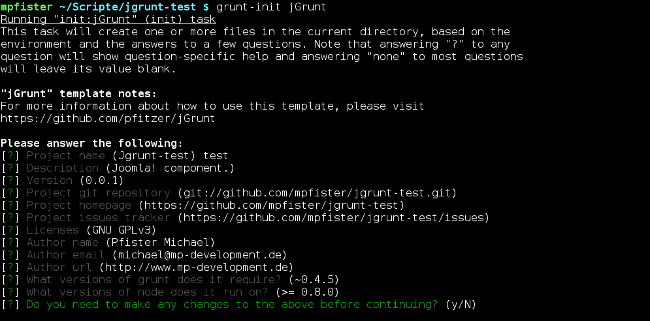 mpfister ~/Scripte/jgrunt-test $ grunt-init jGrunt
Running "init:jGrunt" (init) task
This task will create one or more files in the current directory, based on the
environment and the answers to a few questions. Note that answering "?" to any
question will show question-specific help and answering "none" to most questions
will leave its value blank.
"jGrunt" template notes:
For more information about how to use this template, please visit
https://github.com/pfitzer/jGrunt
Please answer the following:
[?] Project name (Jgrunt-test) test
[?] Description (Joomla! component.)
[?] Version (0.0.1)
[?] Project git repository (git://github.com/mpfister/jgrunt-test.git)
[?] Project homepage (https://github.com/mpfister/jgrunt-test)
[?] Project issues tracker (https://github.com/mpfister/jgrunt-test/issues)
[?] Licenses (GNU GPLv3)
[?] Author name (Pfister Michael)
[?] Author email (michael@mp-development.de)
[?] Author url (http://www.mp-development.de)
[?] What versions of grunt does it require? (~0.4.5)
[?] What versions of node does it run on? (>= 0.8.0)
[?] Do you need to make any changes to the above before continuing? (y/N)